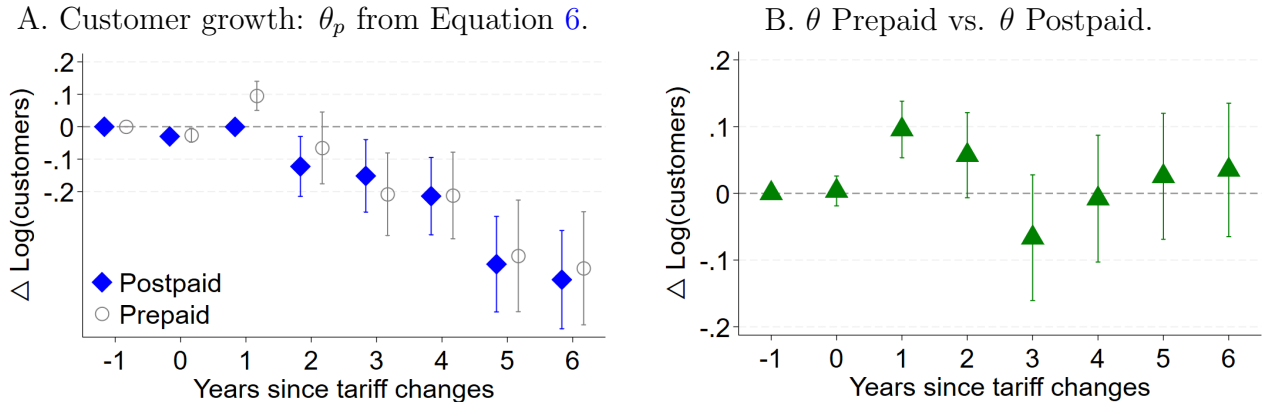 A. Customer growth: θp from Equation 6.
△ Log(customers)
.2
.1
0
-.1
-.2
Postpaid
Prepaid
-1 0 1 2 3 4 5 6
Years since tariff changes
B. θ Prepaid vs. θ Postpaid.
△ Log(customers)
.2
.1
0
-.1
-.2
-1 0 1 2 3 4 5 6
Years since tariff changes